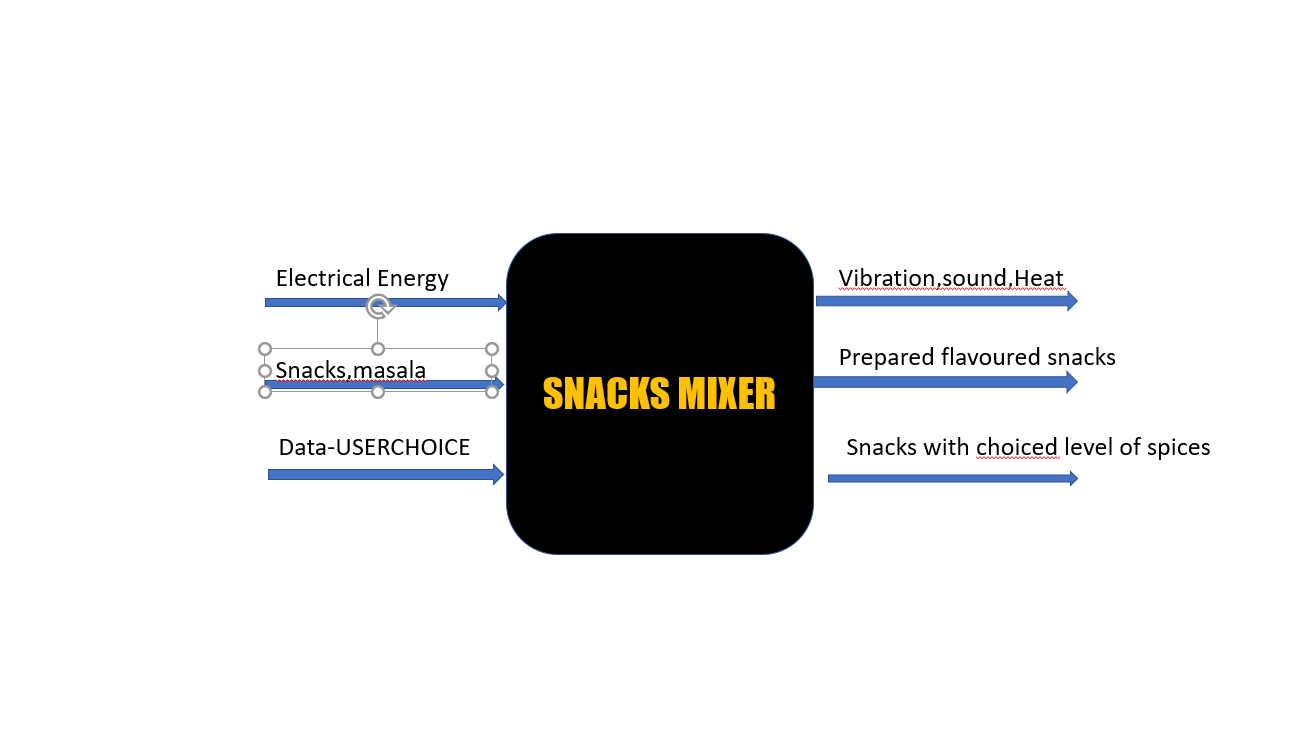 Electrical Energy
Vibration,sound,Heat
Snacks,masala
Prepared flavoured snacks
SNACKS MIXER
Data-USERCHOICE
Snacks with choiced level of spices